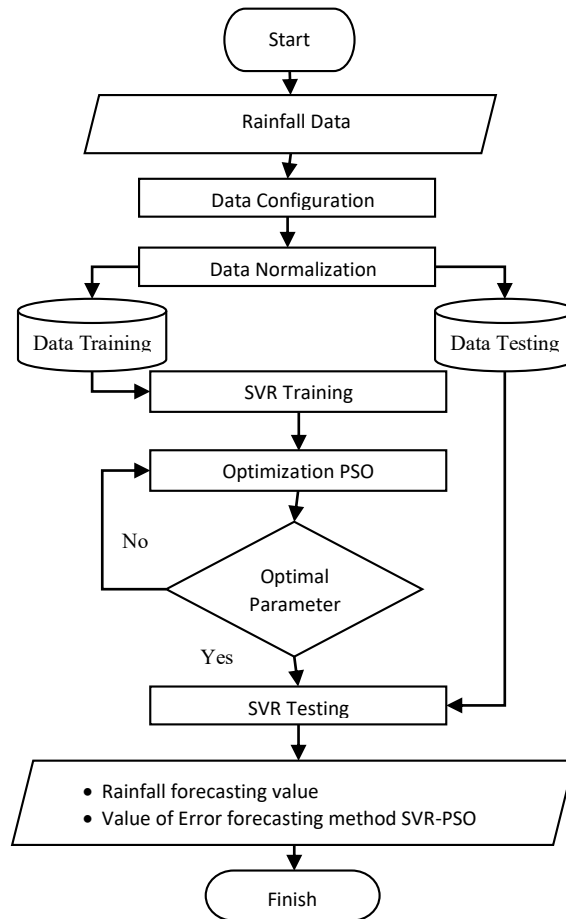 Start
Rainfall Data
Data Configuration
Data Normalization
Data Training
Data Testing
SVR Training
Optimization PSO
No
Optimal
Parameter
Yes
SVR Testing
• Rainfall forecasting value
• Value of Error forecasting method SVR-PSO
Finish